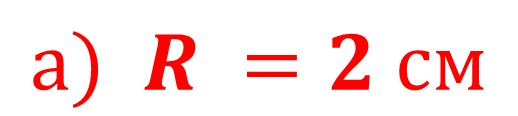 а) R = 2 см